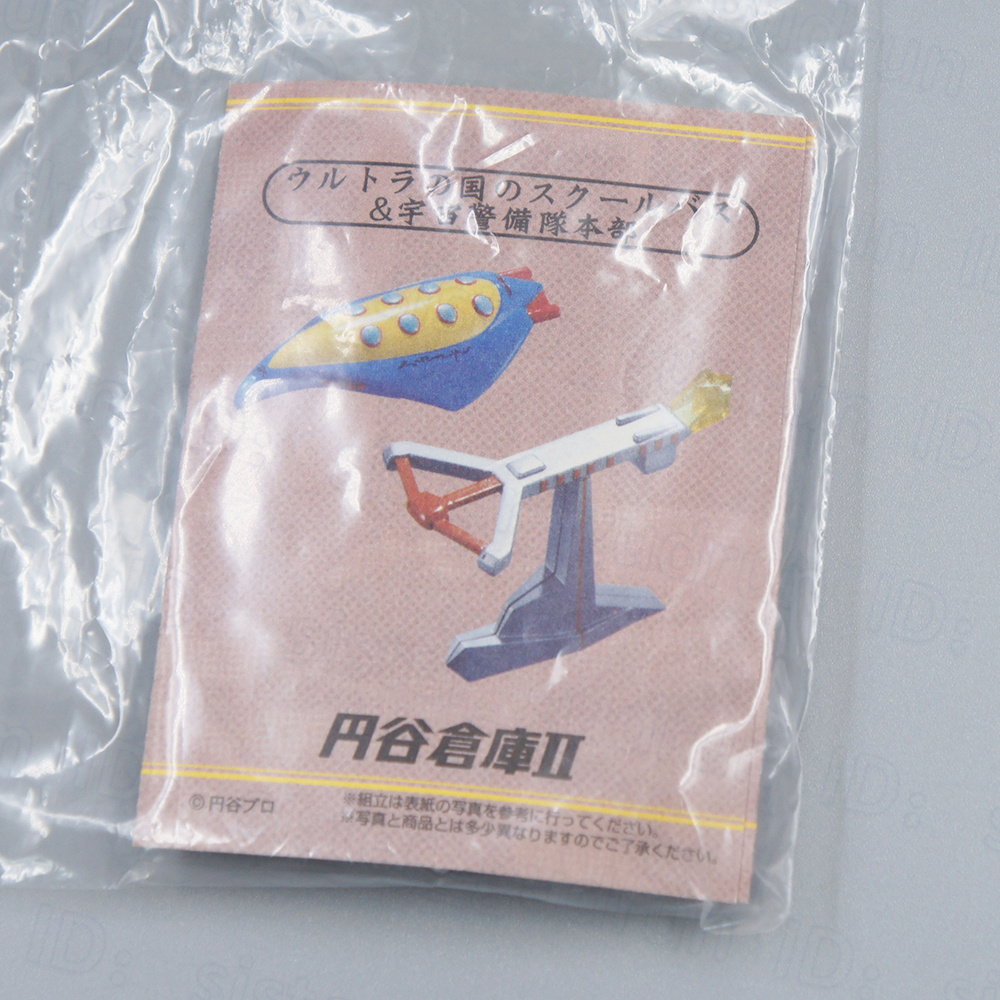 ウルトラの国のスクールバス
&宇宙警備隊本部
円谷倉庫II
©円谷プロ
※組立は表紙の写真を参考に行ってください。
※写真と商品とは多少異なりますのでご了承ください。